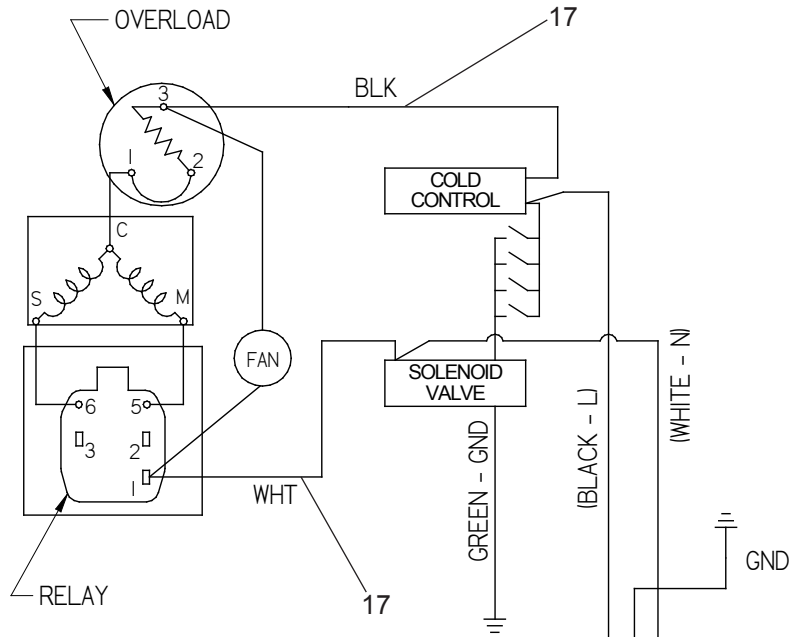 OVERLOAD
17
BLK
3
1
2
COLD
CONTROL
C
S
M
FAN
SOLENOID
VALVE
6
5
3
2
1
WHT
GREEN - GND
(BLACK - L)
(WHITE - N)
GND
RELAY
17